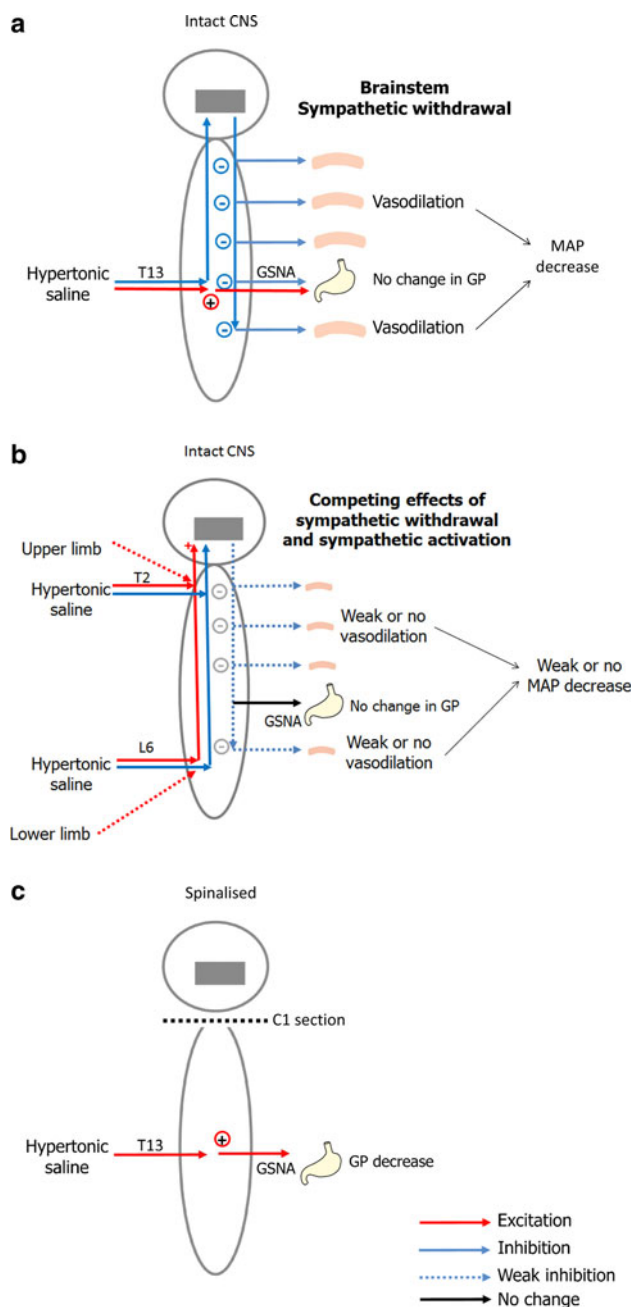 a
Intact CNS
Brainstem
Sympathetic withdrawal
-
-
Vasodilation
-
MAP
decrease
Hypertonic
saline
T13
-
GSNA
No change in GP
+
-
Vasodilation
b
Intact CNS
Competing effects of
sympathetic withdrawal
and sympathetic activation
+
Upper limb
T2
Hypertonic
saline
-
-
Weak or no
vasodilation
-
Weak or no
MAP decrease
GSNA
No change in GP
L6
Hypertonic
saline
-
Weak or no
vasodilation
Lower limb
c
Spinalised
C1 section
Hypertonic
saline
T13
+
GSNA
GP decrease
Excitation
Inhibition
Weak inhibition
No change